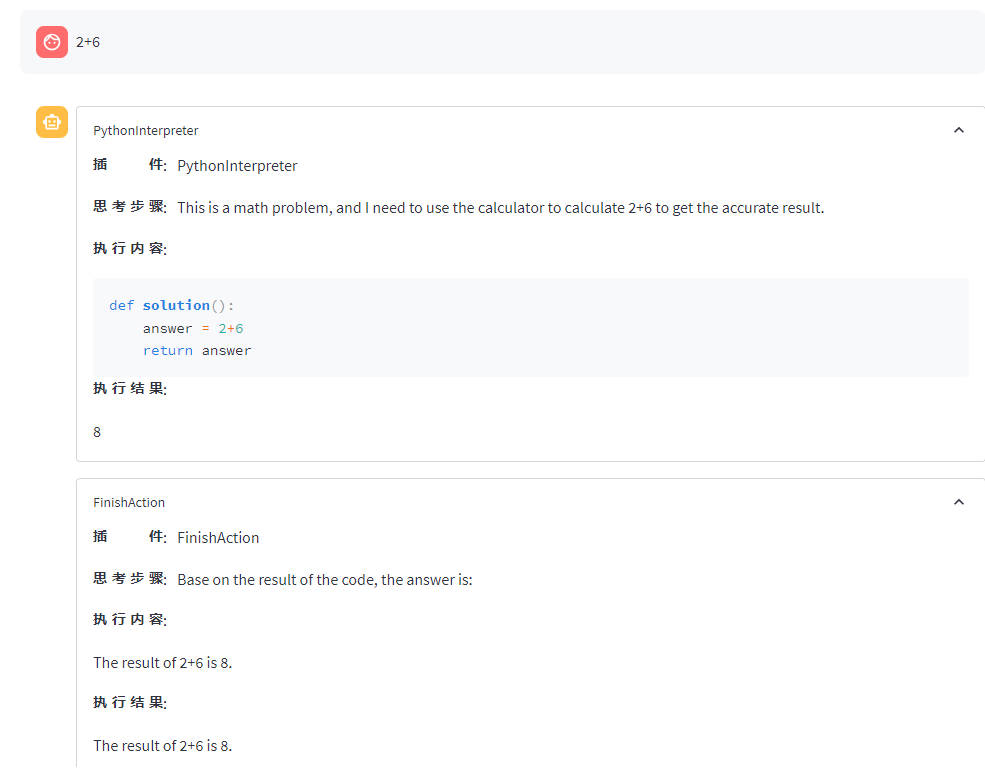 2+6
PythonInterpreter
插 件: PythonInterpreter
思考步骤: This is a math problem, and I need to use the calculator to calculate 2+6 to get the accurate result.
执行内容:
def solution():
    answer = 2+6
    return answer
执行结果:
8
FinishAction
插 件: FinishAction
思考步骤: Base on the result of the code, the answer is:
执行内容:
The result of 2+6 is 8.
执行结果:
The result of 2+6 is 8.